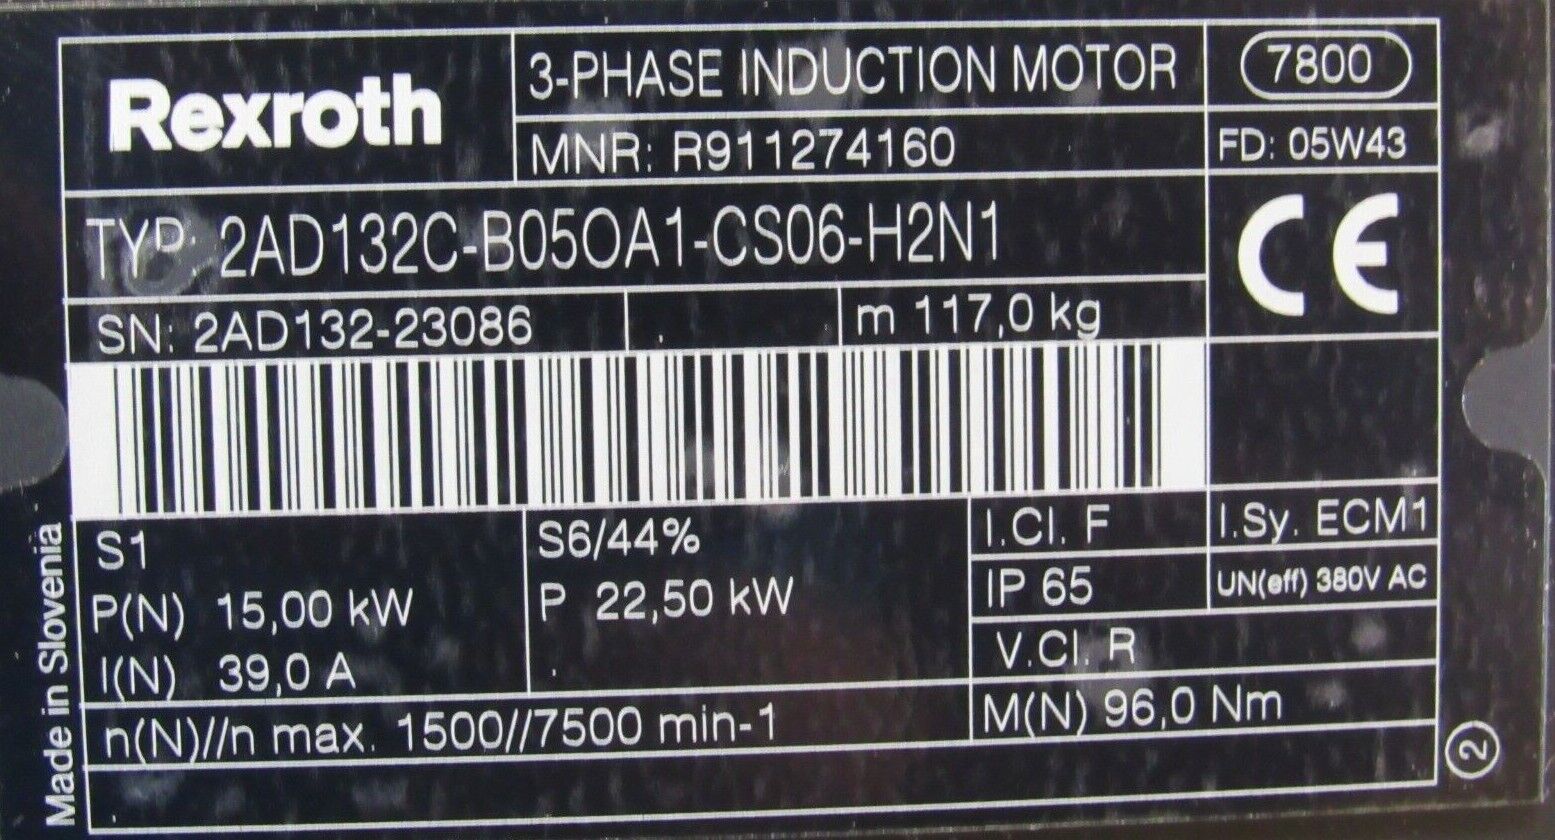 Rexroth
3-PHASE INDUCTION MOTOR
7800
MNR: R911274160
FD: 05W43
TYP: 2AD132C-B05OA1-CS06-H2N1
CE
SN: 2AD132-23086
m 117,0 kg
S1
S6/44%
I.Cl. F
I.Sy. ECM1
P(N) 15,00 kW
P 22,50 kW
IP 65
UN(eff) 380V AC
I(N) 39,0 A
V.Cl. R
n(N)//n max. 1500//7500 min-1
M(N) 96,0 Nm
Made in Slovenia
2